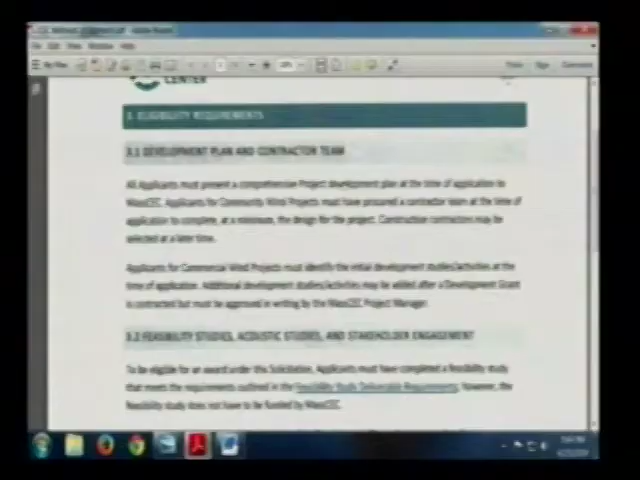 CENTER
3. ELIGIBILITY REQUIREMENTS
3.1 DEVELOPMENT PLAN AND CONTRACTOR TEAM
All Applicants must present a comprehensive Project development plan at the time of application to
MassCEC. Applicants for Community Wind Projects must have procured a contractor team at the time of
application to complete, at a minimum, the design for the project. Construction contractors may be
selected at a later time.
Applicants for Commercial Wind Projects must identify the initial development studies/activities at the
time of application. Additional development studies/activities may be added after a Development Grant
is contracted but must be approved in writing by the MassCEC Project Manager.
3.2 FEASIBILITY STUDIES, ACOUSTIC STUDIES, AND STAKEHOLDER ENGAGEMENT
To be eligible for an award under this Solicitation, Applicants must have completed a feasibility study
that meets the requirements outlined in the Feasibility Study Deliverable Requirements; however, the
feasibility study does not have to be funded by MassCEC.